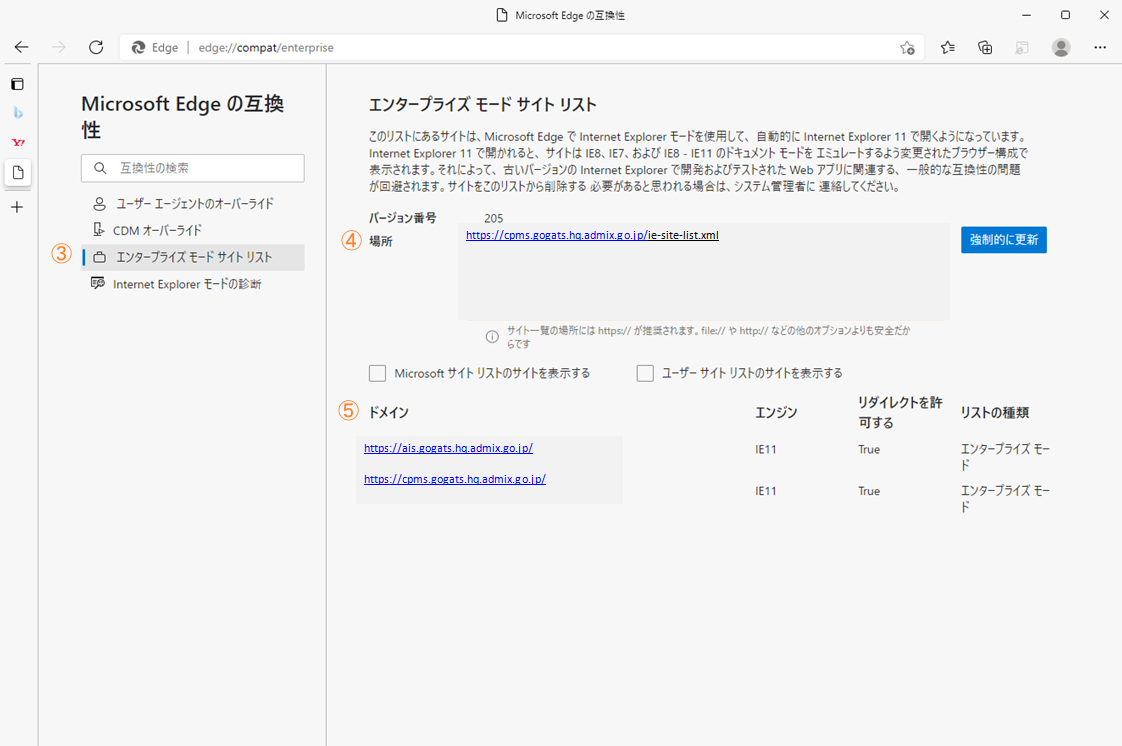 Microsoft Edge の互換性
Edge | edge://compat/enterprise
Microsoft Edge の互換
性
互換性の検索
ユーザー エージェントのオーバーライド
CDM オーバーライド
③ エンタープライズ モード サイト リスト
Internet Explorer モードの診断
エンタープライズ モード サイト リスト
このリストにあるサイトは、Microsoft Edge で Internet Explorer モードを使用して、自動的に Internet Explorer 11 で開くようになっています。
Internet Explorer 11 で開かれると、サイトは IE8、IE7、および IE8 - IE11 のドキュメント モードを エミュレートするよう変更されたブラウザー構成で
表示されます。それによって、古いバージョンの Internet Explorer で開発およびテストされた Web アプリに関連する、一般的な互換性の問題
が回避されます。サイトをこのリストから削除する 必要があると思われる場合は、システム管理者に 連絡してください。
バージョン番号 205
④ 場所 https://cpms.gogats.hq.admix.go.jp/ie-site-list.xml 強制的に更新
サイト一覧の場所には https:// が推奨されます。file:// や http:// などの他のオプションよりも安全だか
らです
Microsoft サイト リストのサイトを表示する ユーザー サイト リストのサイトを表示する
⑤ ドメイン エンジン リダイレクトを許
可する リストの種類
https://ais.gogats.hq.admix.go.jp/ IE11 True エンタープライズ モー
ド
https://cpms.gogats.hq.admix.go.jp/ IE11 True エンタープライズ モー
ド